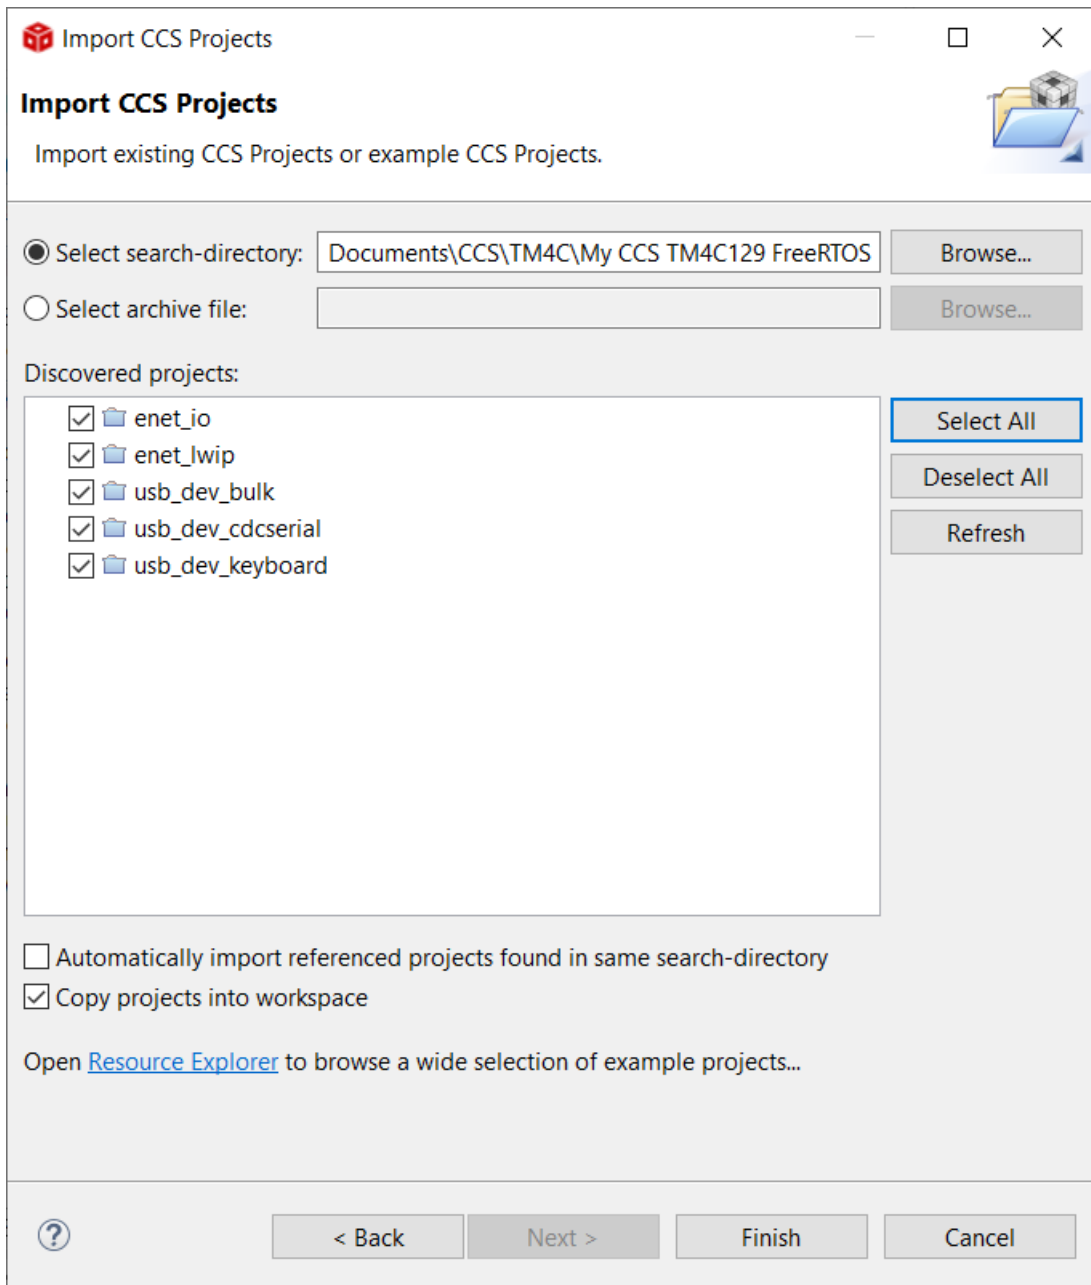 Import CCS Projects
Import CCS Projects
Import existing CCS Projects or example CCS Projects.
Select search-directory: Documents\CCS\TM4C\My CCS TM4C129 FreeRTOS Browse...
Select archive file: Browse...
Discovered projects:
enet_io
Select All
enet_lwip
Deselect All
usb_dev_bulk
usb_dev_cdcserial
Refresh
usb_dev_keyboard
Automatically import referenced projects found in same search-directory
Copy projects into workspace
Open Resource Explorer to browse a wide selection of example projects...
? < Back Next > Finish Cancel